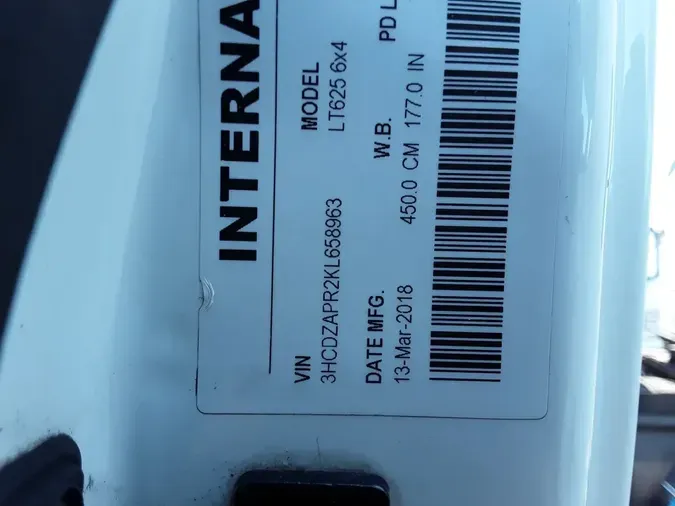 INTERNA
VIN MODEL
3HCDZAPR2KL658963 LT625 6x4
DATE MFG. W.B. PD L
13-Mar-2018 450.0 CM 177.0 IN